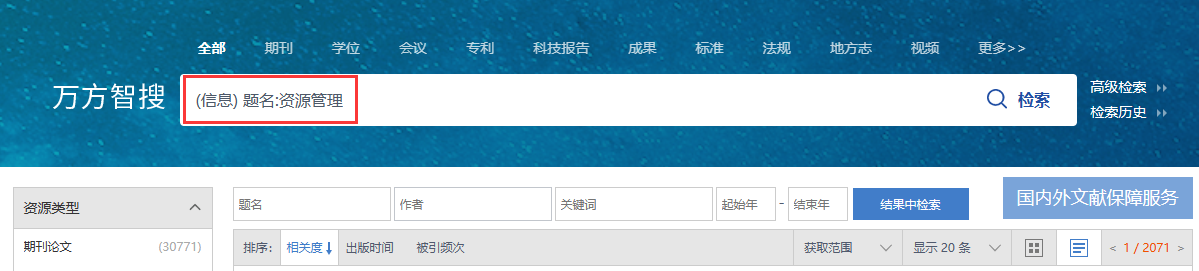 全部 期刊 学位 会议 专利 科技报告 成果 标准 法规 地方志 视频 更多>>
万方智搜 (信息) 题名:资源管理 检索
高级检索
检索历史
国内外文献保障服务
资源类型
期刊论文 (30771)
题名 作者 关键词 起始年 - 结束年 结果中检索
排序: 相关度 出版时间 被引频次 获取范围 显示 20 条 < 1 / 2071 >